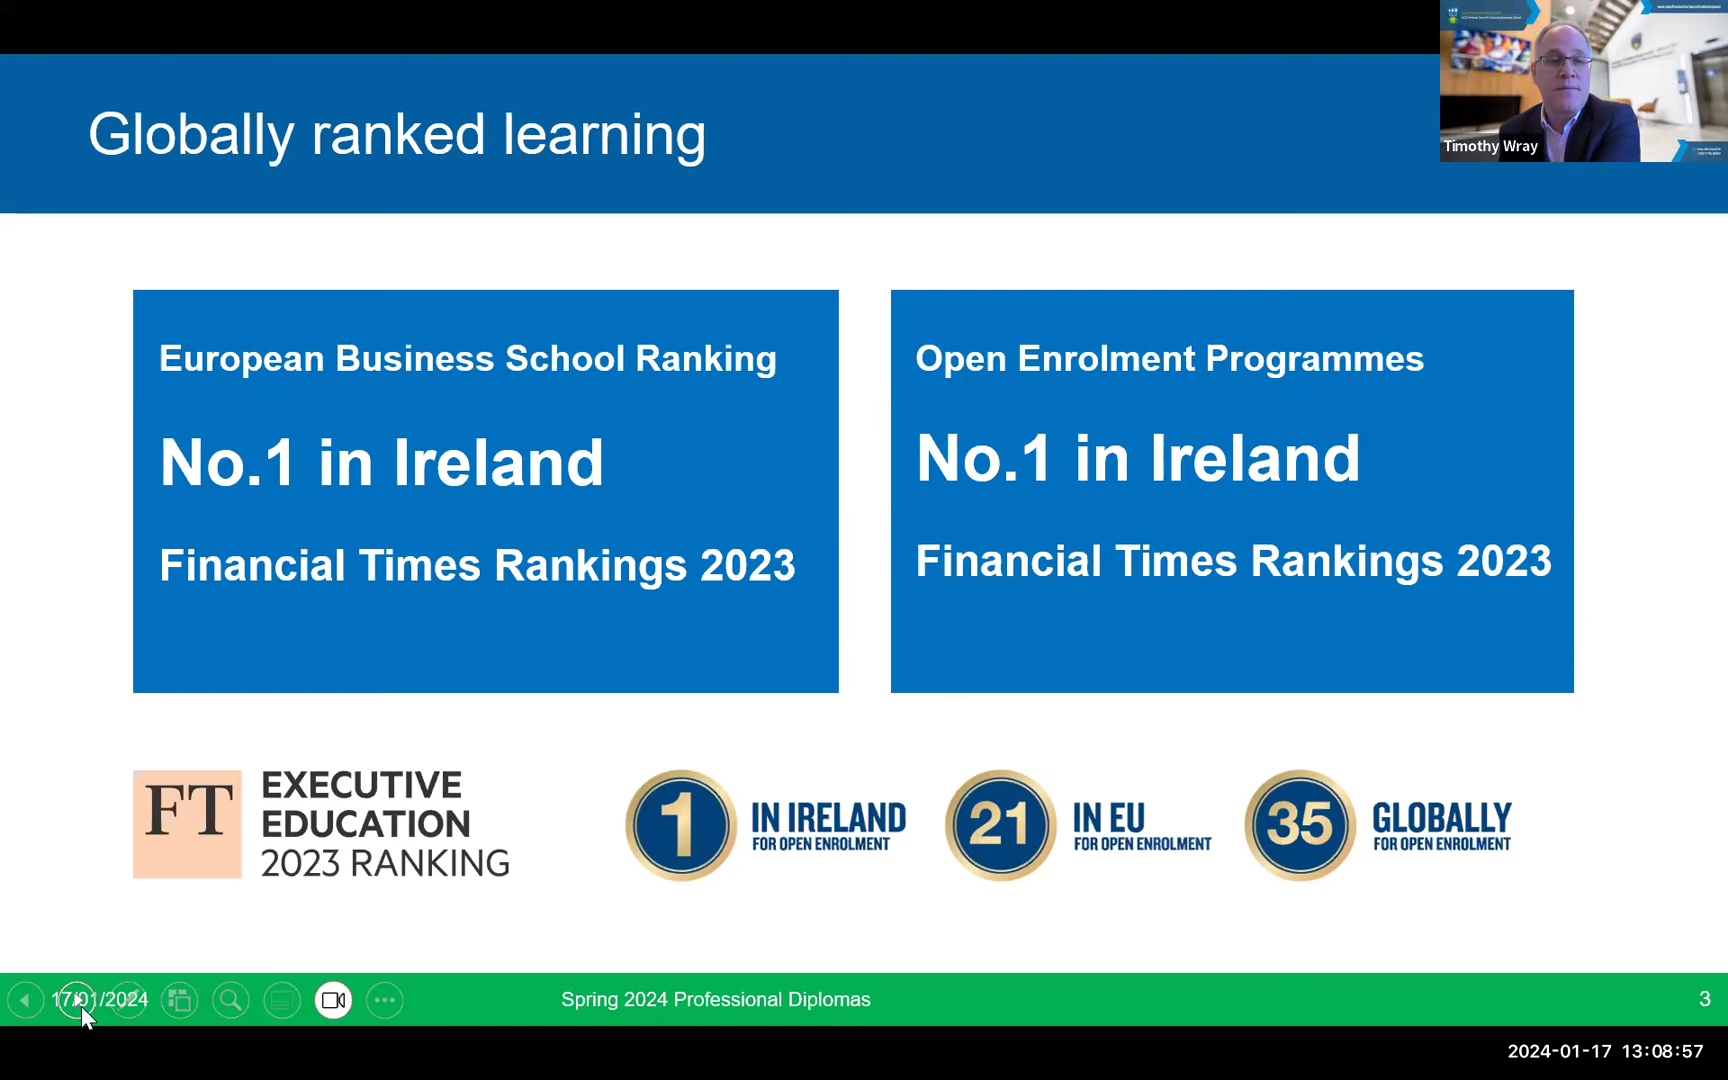 Globally ranked learning
Timothy Wray
European Business School Ranking
No.1 in Ireland
Financial Times Rankings 2023
Open Enrolment Programmes
No.1 in Ireland
Financial Times Rankings 2023
FT
EXECUTIVE
EDUCATION
2023 RANKING
1
IN IRELAND
FOR OPEN ENROLMENT
21
IN EU
FOR OPEN ENROLMENT
35
GLOBALLY
FOR OPEN ENROLMENT
17/01/2024
Spring 2024 Professional Diplomas
3
2024-01-17 13:08:57